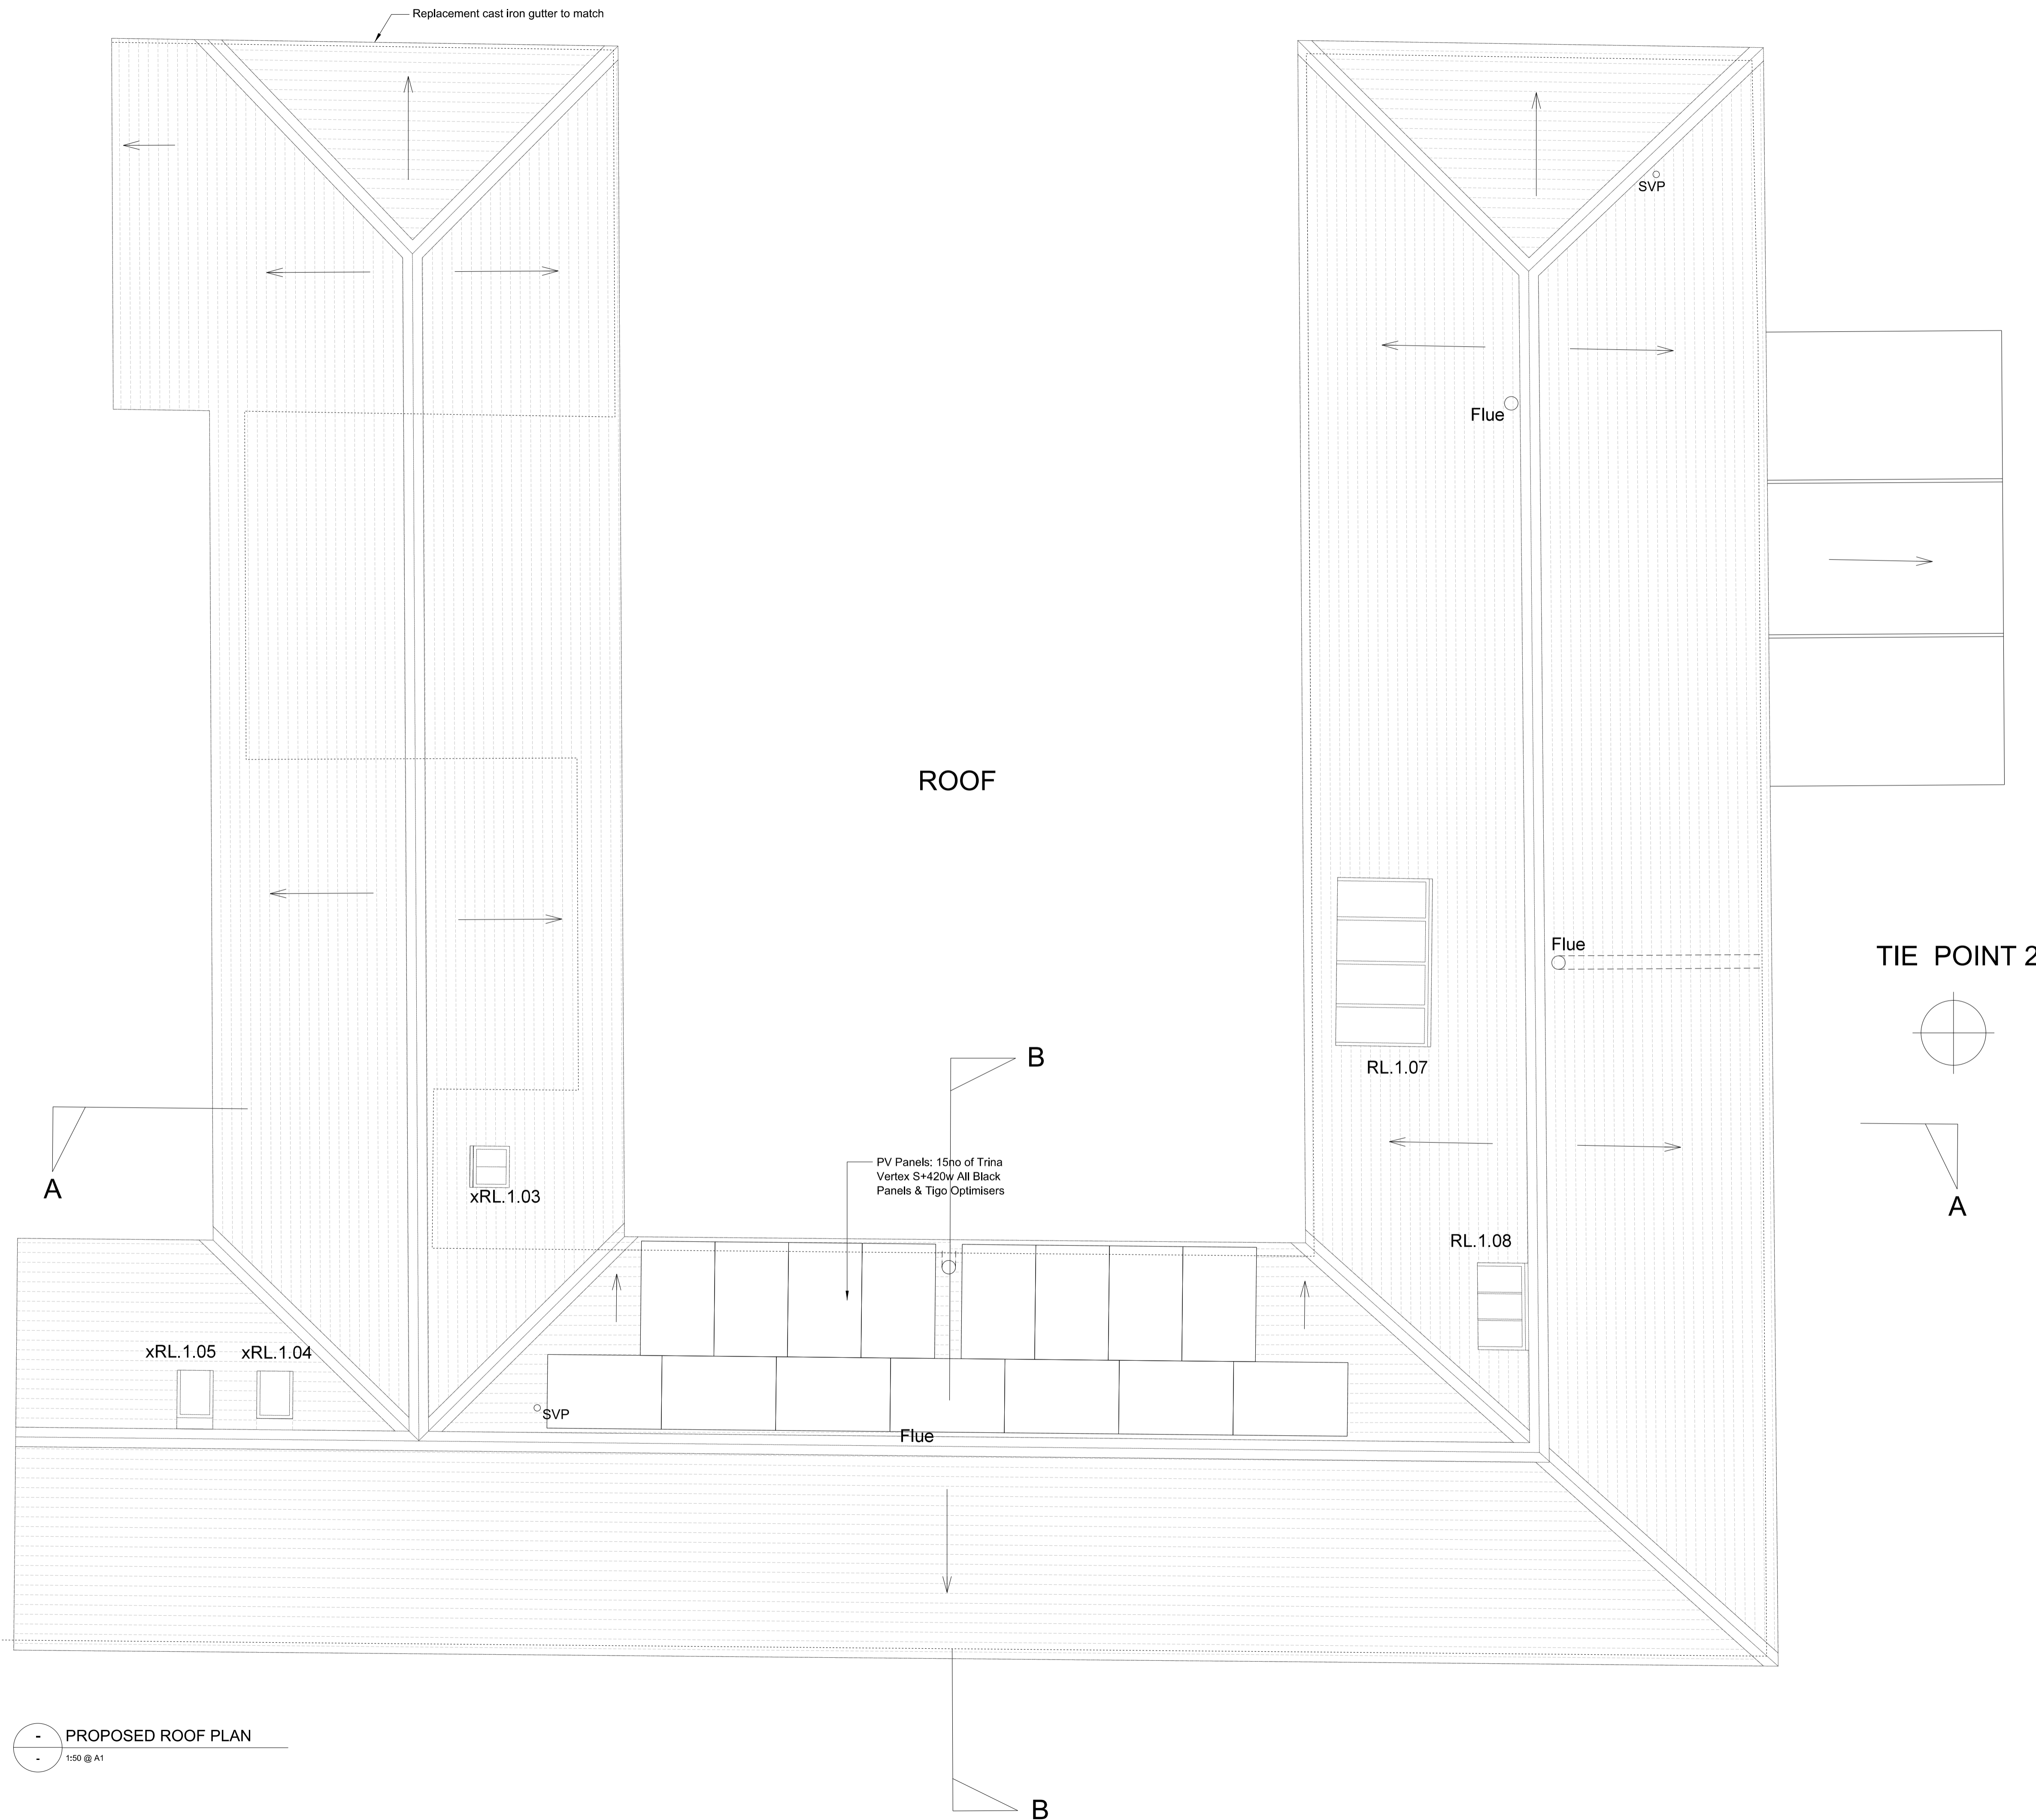 Replacement cast iron gutter to match
SVP
Flue
ROOF
Flue
TIE POINT 2
B
RL.1.07
PV Panels: 15no of Trina
Vertex S+420w All Black
Panels & Tigo Optimisers
A
xRL.1.03
A
RL.1.08
xRL.1.05
xRL.1.04
SVP
Flue
-
PROPOSED ROOF PLAN
-
1:50 @ A1
B